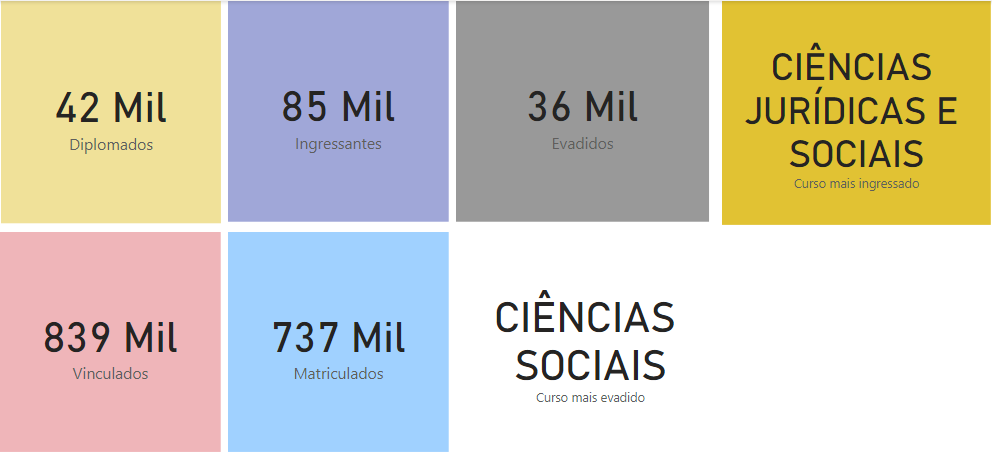 42 Mil
Diplomados
85 Mil
Ingressantes
36 Mil
Evadidos
CIÊNCIAS
JURÍDICAS E
SOCIAIS
Curso mais ingressado
839 Mil
Vinculados
737 Mil
Matriculados
CIÊNCIAS
SOCIAIS
Curso mais evadido